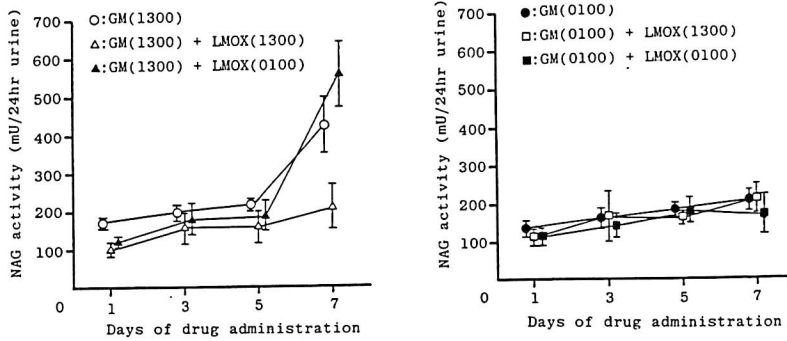 ○:GM(1300)
△:GM(1300) + LMOX(1300)
▲:GM(1300) + LMOX(0100)
NAG activity (mU/24hr urine)
700
600
500
400
300
200
100
0
1 3 5 7
Days of drug administration
●:GM(0100)
□:GM(0100) + LMOX(1300)
■:GM(0100) + LMOX(0100)
NAG activity (mU/24hr urine)
700
600
500
400
300
200
100
0
1 3 5 7
Days of drug administration